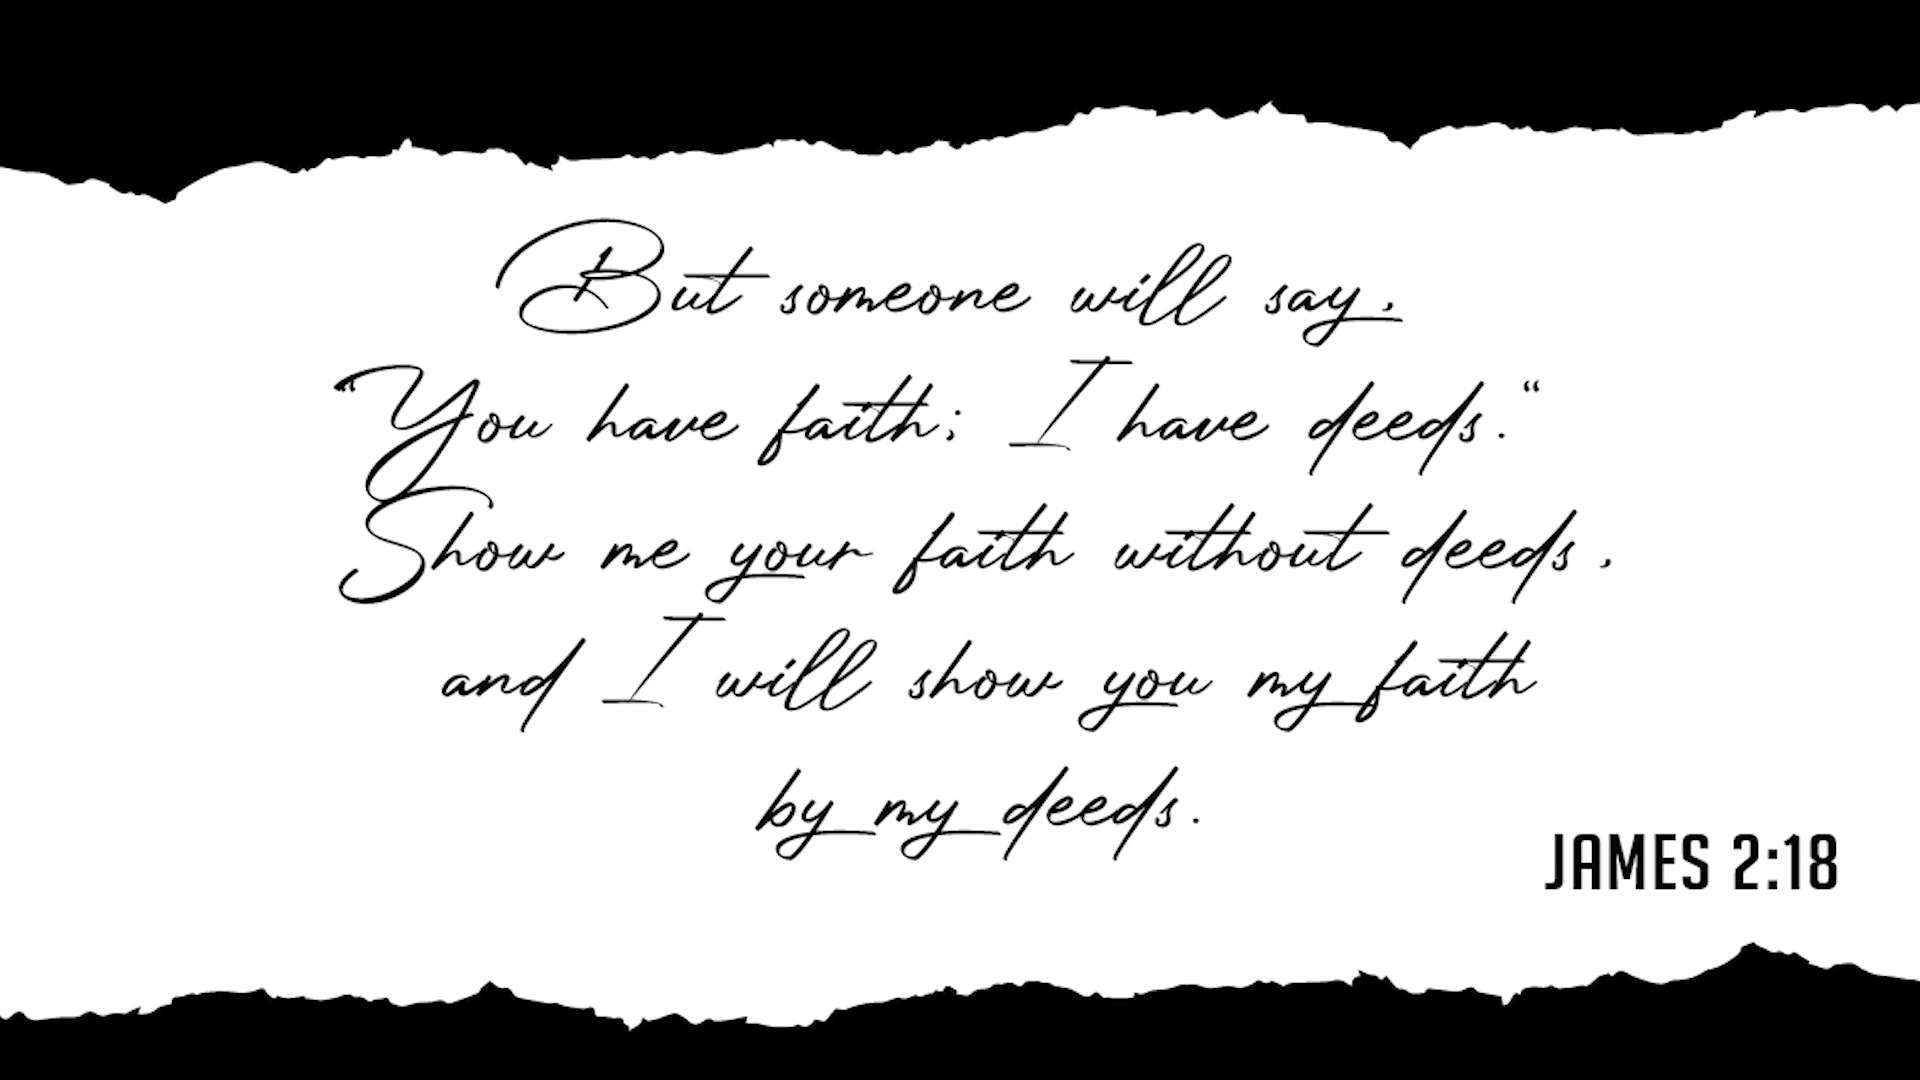 But someone will say,
“You have faith; I have deeds.“
Show me your faith without deeds,
and I will show you my faith
by my deeds.
JAMES 2:18